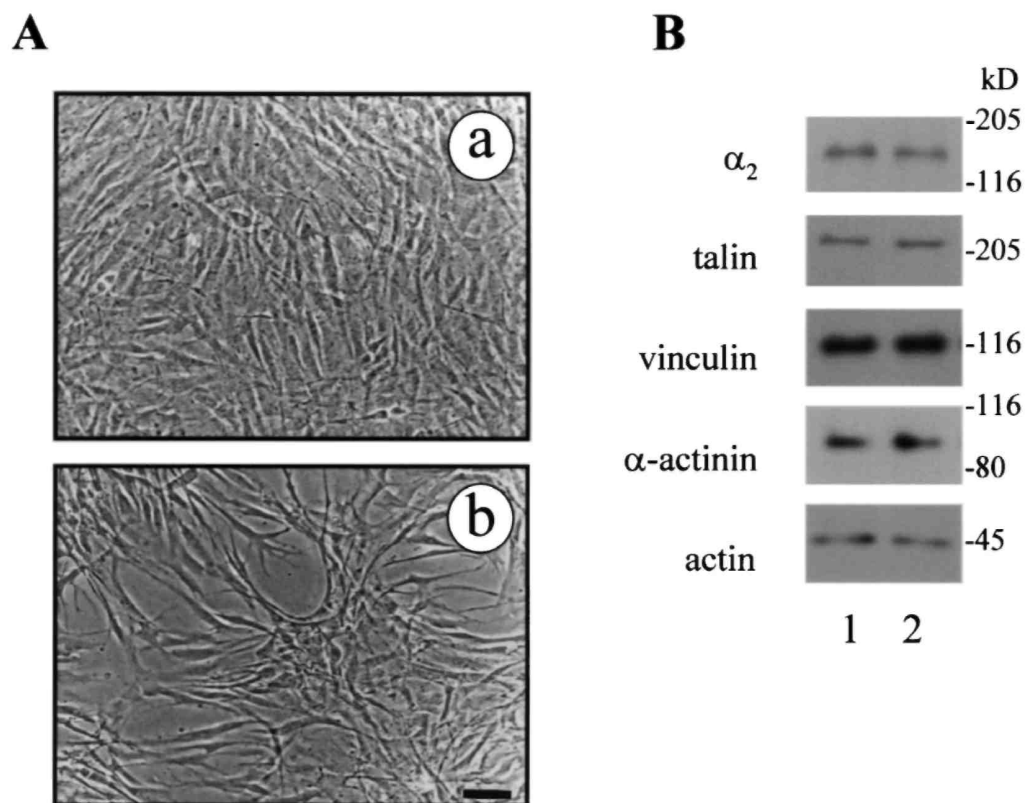 A
B
a
b
kD
α₂
-205
-116
talin
-205
vinculin
-116
α-actinin
-116
-80
actin
-45
1 2